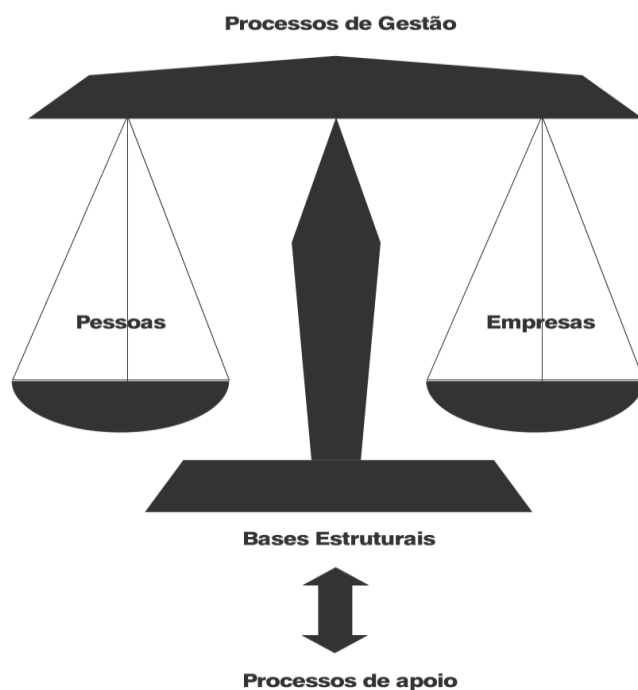 Processos de Gestão
Pessoas
Empresas
Bases Estruturais
Processos de apoio